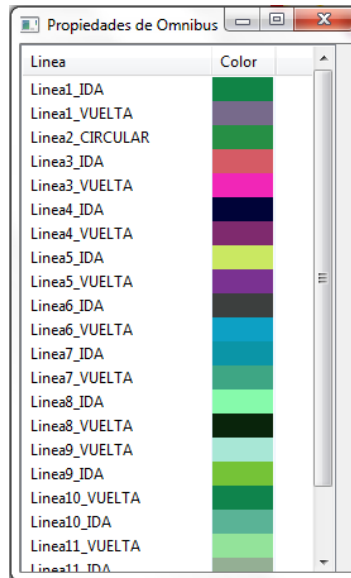 Propiedades de Omnibus
Linea Color
Linea1_IDA
Linea1_VUELTA
Linea2_CIRCULAR
Linea3_IDA
Linea3_VUELTA
Linea4_IDA
Linea4_VUELTA
Linea5_IDA
Linea5_VUELTA
Linea6_IDA
Linea6_VUELTA
Linea7_IDA
Linea7_VUELTA
Linea8_IDA
Linea8_VUELTA
Linea9_VUELTA
Linea9_IDA
Linea10_VUELTA
Linea10_IDA
Linea11_VUELTA
Linea11_IDA